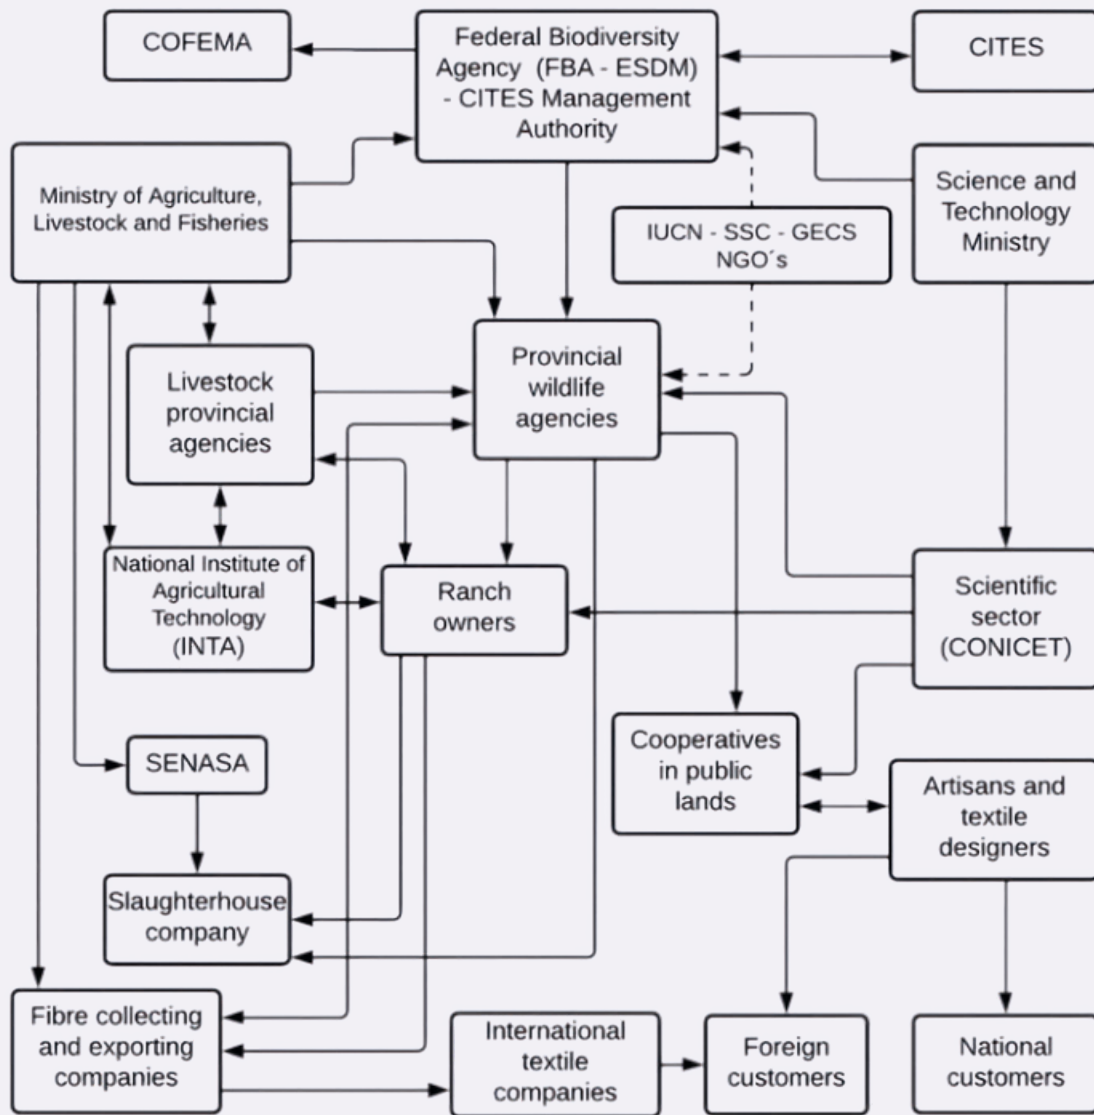 COFEMA
Federal Biodiversity
Agency (FBA - ESDM)
- CITES Management
Authority
CITES
Ministry of Agriculture,
Livestock and Fisheries
Science and
Technology
Ministry
IUCN - SSC - GECS
NGO´s
Provincial
wildlife
agencies
Livestock
provincial
agencies
National Institute of
Agricultural
Technology
(INTA)
Ranch
owners
Scientific
sector
(CONICET)
Cooperatives
in public
lands
SENASA
Artisans and
textile
designers
Slaughterhouse
company
Fibre collecting
and exporting
companies
International
textile
companies
Foreign
customers
National
customers